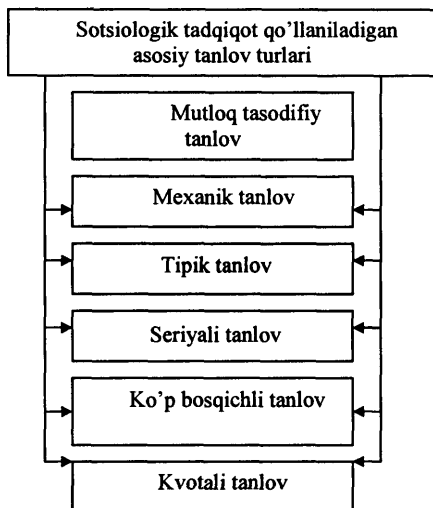 Sotsiologik tadqiqot qo’llaniladigan
asosiy tanlov turlari
Mutloq tasodifiy
tanlov
Mexanik tanlov
Tipik tanlov
Seriyali tanlov
Ko’p bosqichli tanlov
Kvotali tanlov